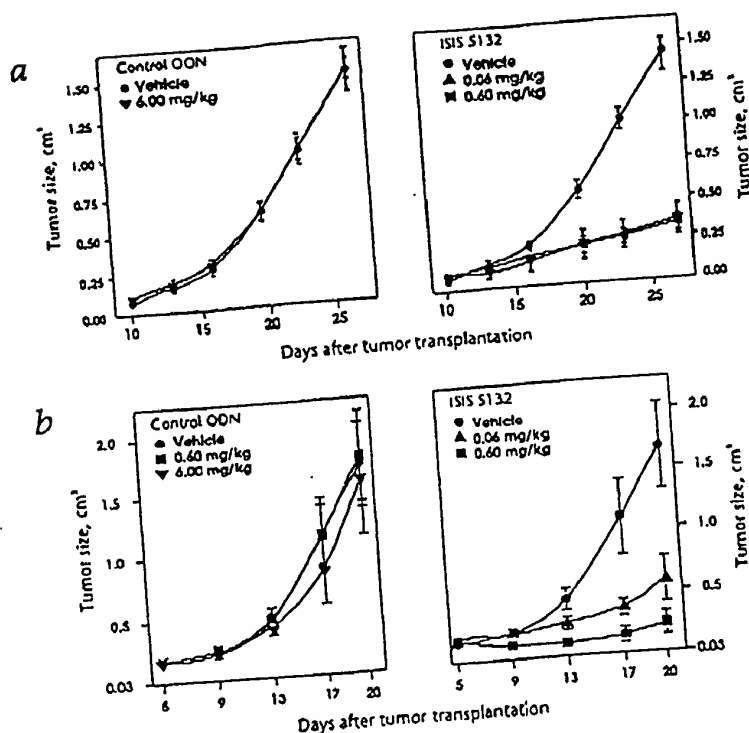 a
Control ODN
Vehicle
6.00 mg/kg
Tumor size, cm³
1.50
1.25
1.00
0.75
0.50
0.25
0.00
10
15
20
25
ISIS 5132
Vehicle
0.06 mg/kg
0.60 mg/kg
1.50
1.25
1.00
0.75
0.50
0.25
0.00
Tumor size, cm³
10
15
20
25
Days after tumor transplantation
b
Control ODN
Vehicle
0.60 mg/kg
6.00 mg/kg
Tumor size, cm³
2.0
1.5
1.0
0.5
0.03
6
9
13
17
20
ISIS 5132
Vehicle
0.06 mg/kg
0.60 mg/kg
2.0
1.5
1.0
0.5
0.03
Tumor size, cm³
5
9
13
17
20
Days after tumor transplantation